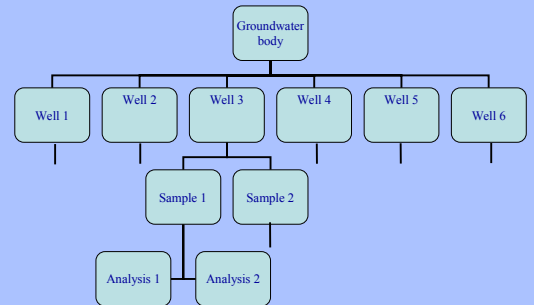 Groundwater
body
Well 1
Well 2
Well 3
Well 4
Well 5
Well 6
Sample 1
Sample 2
Analysis 1
Analysis 2